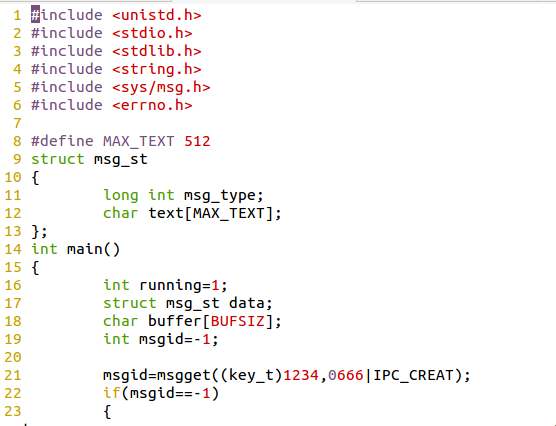 1 #include <unistd.h>
2 #include <stdio.h>
3 #include <stdlib.h>
4 #include <string.h>
5 #include <sys/msg.h>
6 #include <errno.h>
7
8 #define MAX_TEXT 512
9 struct msg_st
10 {
11         long int msg_type;
12         char text[MAX_TEXT];
13 };
14 int main()
15 {
16         int running=1;
17         struct msg_st data;
18         char buffer[BUFSIZ];
19         int msgid=-1;
20
21         msgid=msgget((key_t)1234,0666|IPC_CREAT);
22         if(msgid==-1)
23         {